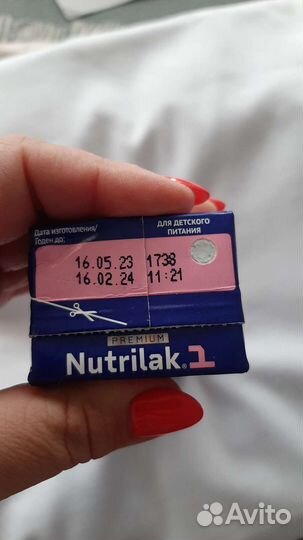 Дата изготовления/
Годен до:
ДЛЯ ДЕТСКОГО
ПИТАНИЯ
16.05.23 1738
16.02.24 11:21
PREMIUM
Nutrilak® 1
Avito